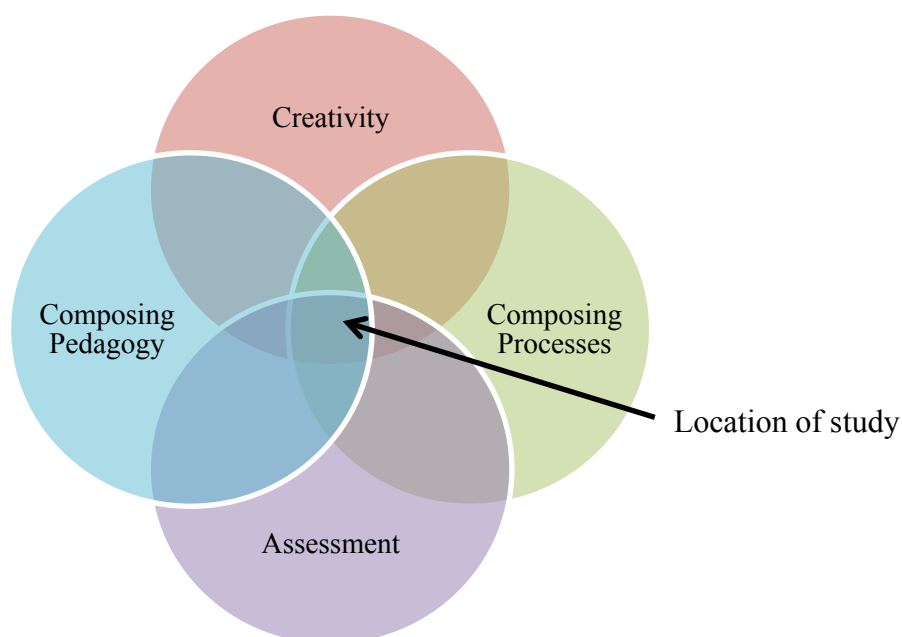 Creativity
Composing
Pedagogy
Composing
Processes
Location of study
Assessment